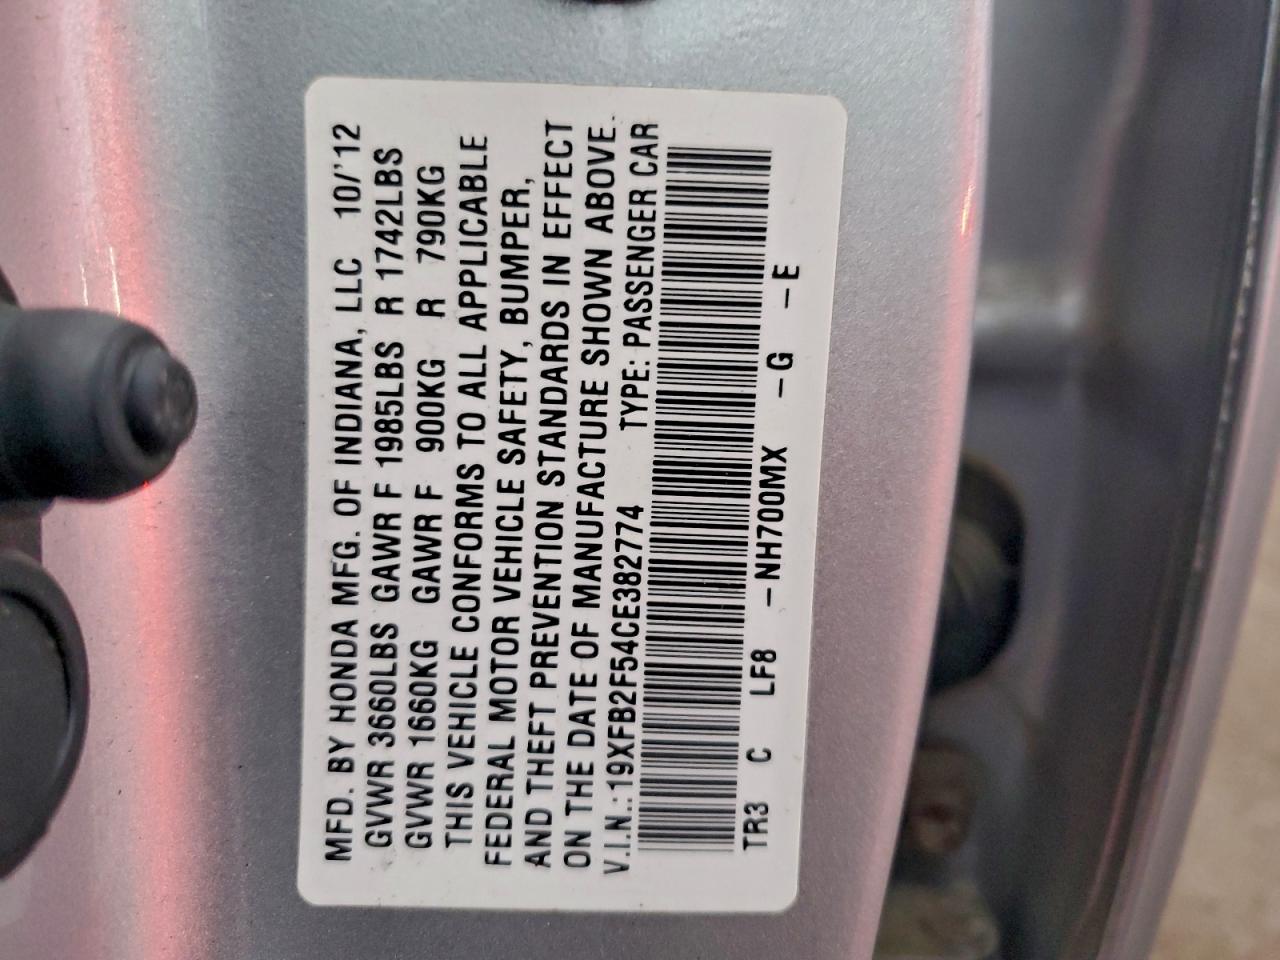 MFD. BY HONDA MFG. OF INDIANA, LLC 10/'12
GVWR 3660LBS GAWR F 1985LBS R 1742LBS
GVWR 1660KG GAWR F 900KG R 790KG
THIS VEHICLE CONFORMS TO ALL APPLICABLE
FEDERAL MOTOR VEHICLE SAFETY, BUMPER,
AND THEFT PREVENTION STANDARDS IN EFFECT
ON THE DATE OF MANUFACTURE SHOWN ABOVE.
V.I.N.: 19XFB2F54CE382774 TYPE: PASSENGER CAR
TR3 C LF8 -NH700MX -G -E